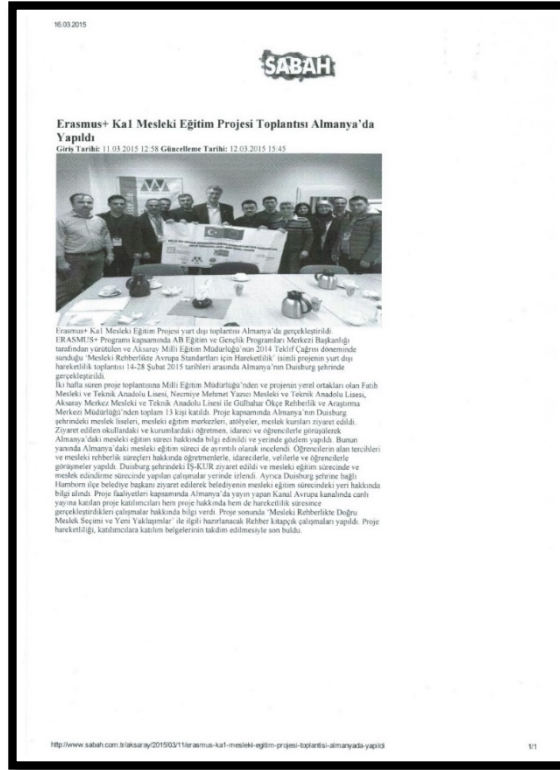 16.03.2015
SABAH
Erasmus+ Ka1 Mesleki Eğitim Projesi Toplantısı Almanya'da
Yapıldı
Giriş Tarihi: 11.03.2015 12:58 Güncelleme Tarihi: 12.03.2015 15:45
Erasmus+ Ka1 Mesleki Eğitim Projesi yurt dışı toplantısı Almanya'da gerçekleştirildi.
ERASMUS+ Programı kapsamında AB Eğitim ve Gençlik Programları Merkezi Başkanlığı
tarafından yürütülen ve Aksaray Milli Eğitim Müdürlüğü'nün 2014 Teklif Çağrısı döneminde
sunduğu 'Mesleki Rehberlikte Avrupa Standartları için Hareketlilik' isimli projenin yurt dışı
hareketlilik toplantısı 14-28 Şubat 2015 tarihleri arasında Almanya'nın Duisburg şehrinde
gerçekleştirildi.
İki hafta süren proje toplantısına Milli Eğitim Müdürlüğü'nden ve projenin yerel ortakları olan Fatih
Mesleki ve Teknik Anadolu Lisesi, Necmiye Mehmet Yazıcı Mesleki ve Teknik Anadolu Lisesi,
Aksaray Merkez Mesleki ve Teknik Anadolu Lisesi ile Gülbahar Ökçe Rehberlik ve Araştırma
Merkezi Müdürlüğü'nden toplam 13 kişi katıldı. Proje kapsamında Almanya'nın Duisburg
şehrindeki meslek liseleri, mesleki eğitim merkezleri, atölyeler, meslek kursları ziyaret edildi.
Ziyaret edilen okullardaki ve kurumlardaki öğretmen, idareci ve öğrencilerle görüşülerek
Almanya'daki mesleki eğitim süreci hakkında bilgi edinildi ve yerinde gözlem yapıldı. Bunun
yanında Almanya'daki mesleki eğitim süreci de ayrıntılı olarak incelendi. Öğrencilerin alan tercihleri
ve mesleki rehberlik süreçleri hakkında öğretmenlerle, idarecilerle, velilerle ve öğrencilerle
görüşmeler yapıldı. Duisburg şehrindeki İŞ-KUR ziyaret edildi ve mesleki eğitim sürecinde ve
meslek edindirme sürecinde yapılan çalışmalar yerinde izlendi. Ayrıca Duisburg şehrine bağlı
Hamborn ilçe belediye başkanı ziyaret edilerek belediyenin mesleki eğitim sürecindeki yeri hakkında
bilgi alındı. Proje faaliyetleri kapsamında Almanya'da yayın yapan Kanal Avrupa kanalında canlı
yayına katılan proje katılımcıları hem proje hakkında hem de hareketlilik süresince
gerçekleştirdikleri çalışmalar hakkında bilgi verdi. Proje sonunda 'Mesleki Rehberlikte Doğru
Meslek Seçimi ve Yeni Yaklaşımlar' ile ilgili hazırlanacak Rehber kitapçık çalışmaları yapıldı. Proje
hareketliliği, katılımcılara katılım belgelerinin takdim edilmesiyle son buldu.
http://www.sabah.com.tr/aksaray/2015/03/11/erasmus-ka1-mesleki-egitim-projesi-toplantisi-almanyada-yapildi
1/1